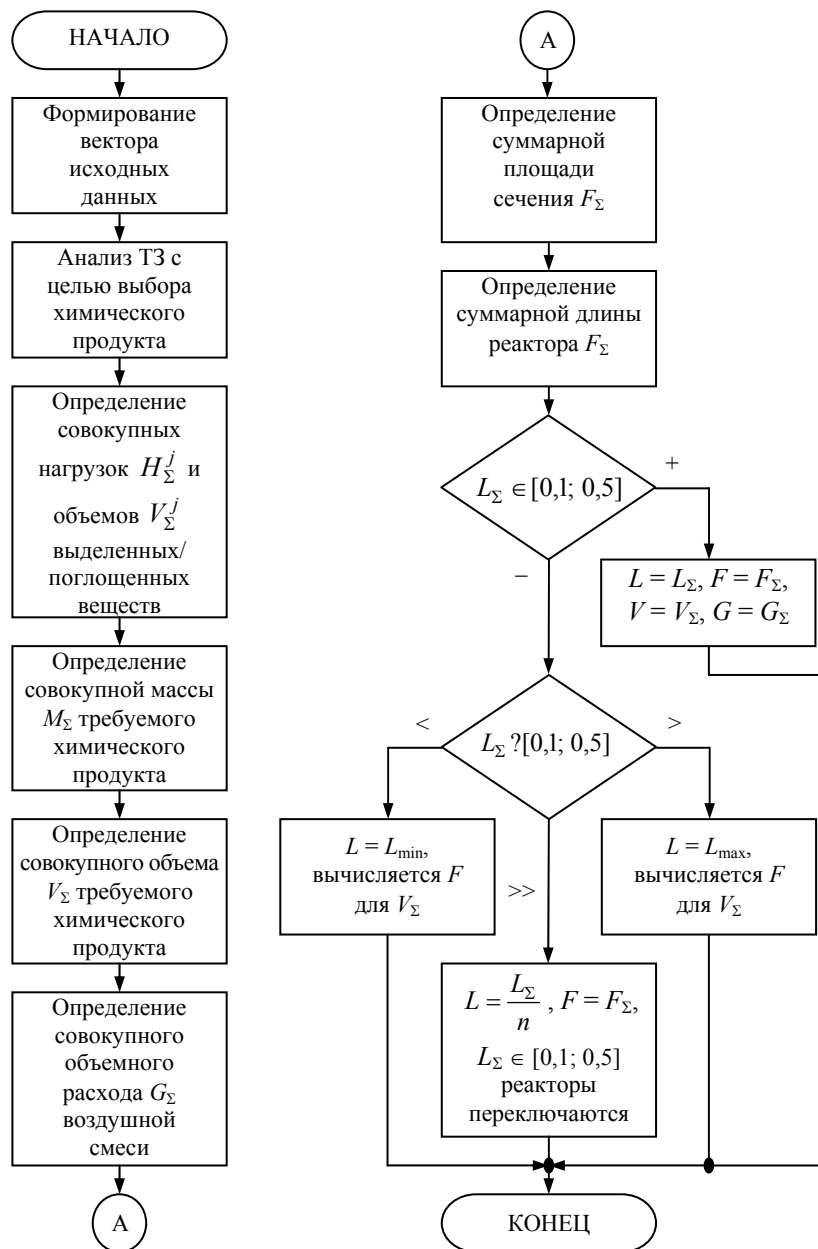 НАЧАЛО
Формирование
вектора
исходных
данных
Анализ ТЗ с
целью выбора
химического
продукта
Определение
совокупных
нагрузок H_Σ^j и
объемов V_Σ^j
выделенных/
поглощенных
веществ
Определение
совокупной массы
M_Σ требуемого
химического
продукта
Определение
совокупного объема
V_Σ требуемого
химического
продукта
Определение
совокупного
объемного
расхода G_Σ
воздушной
смеси
А
А
Определение
суммарной
площади
сечения F_Σ
Определение
суммарной длины
реактора F_Σ
L_Σ ∈ [0,1; 0,5]
+
−
L = L_Σ, F = F_Σ,
V = V_Σ, G = G_Σ
L_Σ ?[0,1; 0,5]
<
>
L = L_min,
вычисляется F
для V_Σ
>>
L = L_max,
вычисляется F
для V_Σ
L = L_Σ/n, F = F_Σ,
L_Σ ∈ [0,1; 0,5]
реакторы
переключаются
КОНЕЦ